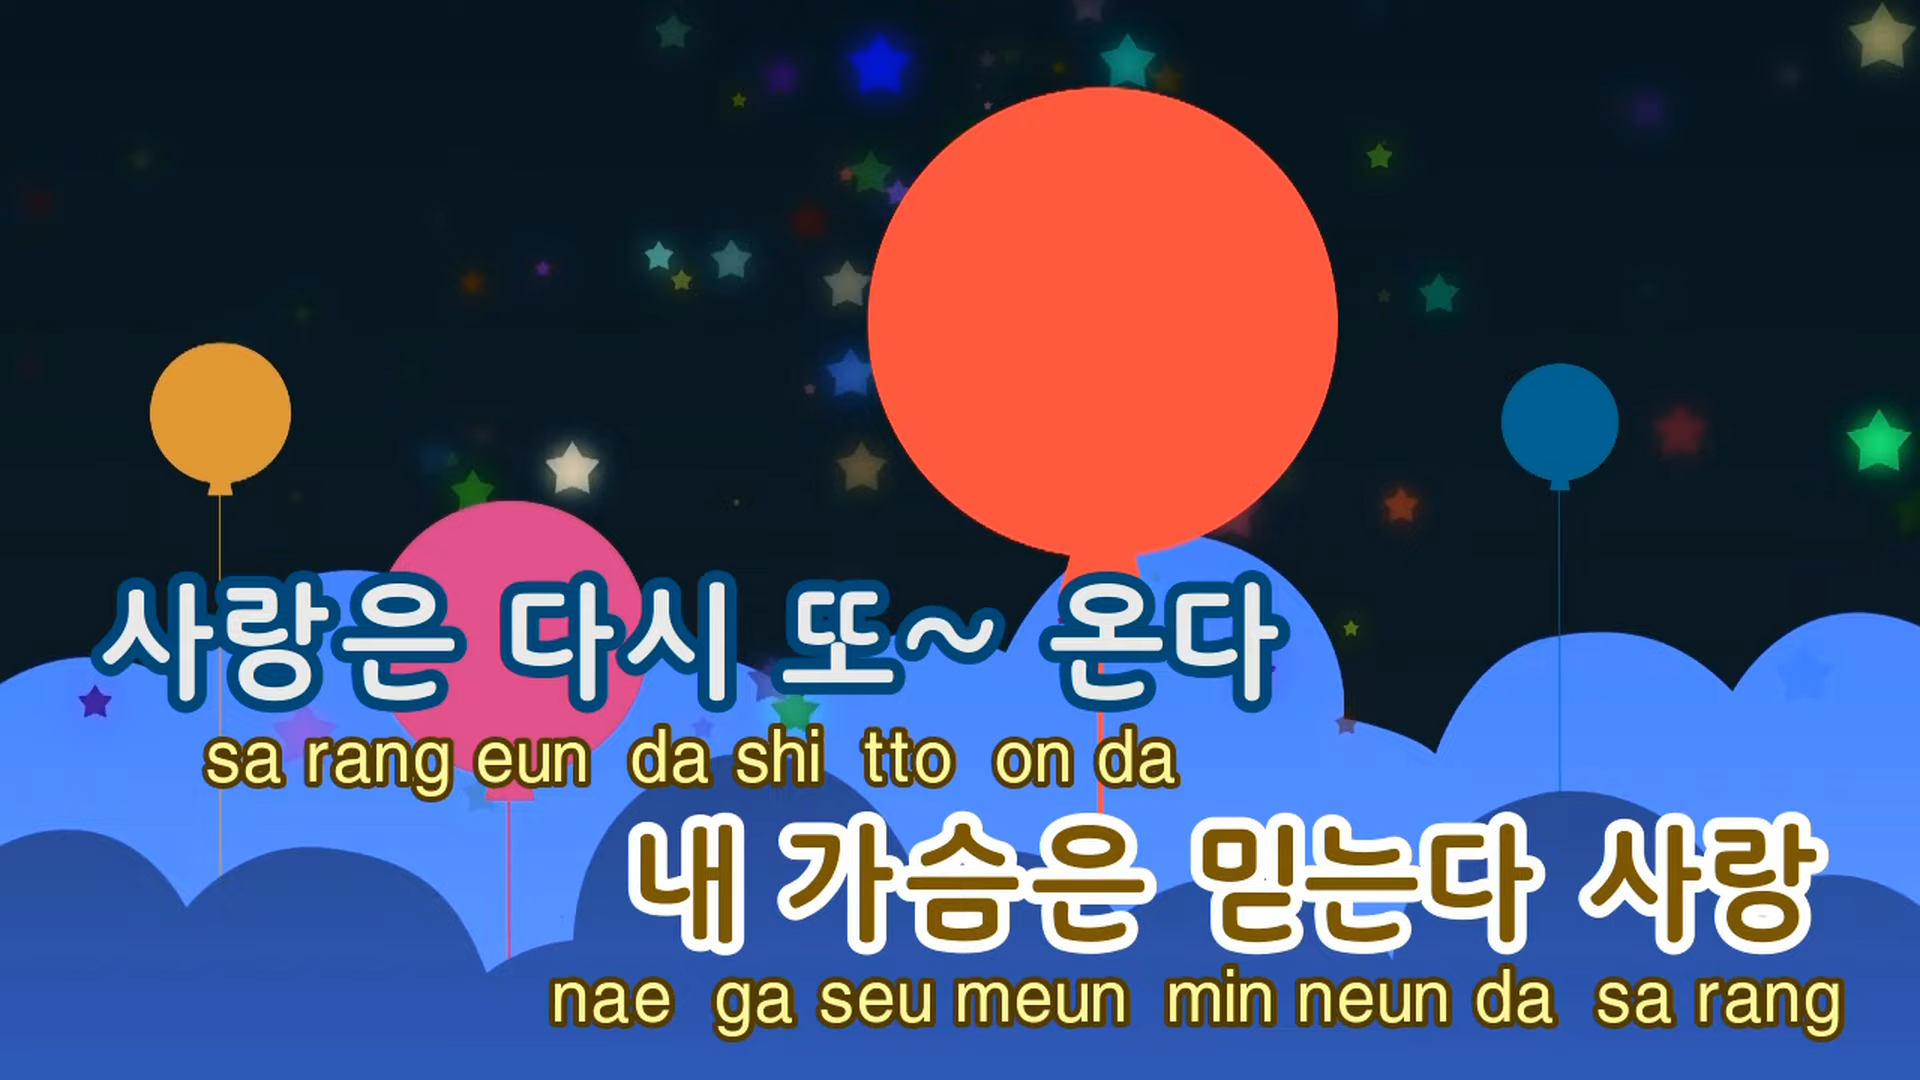 사랑은 다시 또~ 온다
sa rang eun da shi tto on da
내 가슴은 믿는다 사랑
nae ga seu meun min neun da sa rang